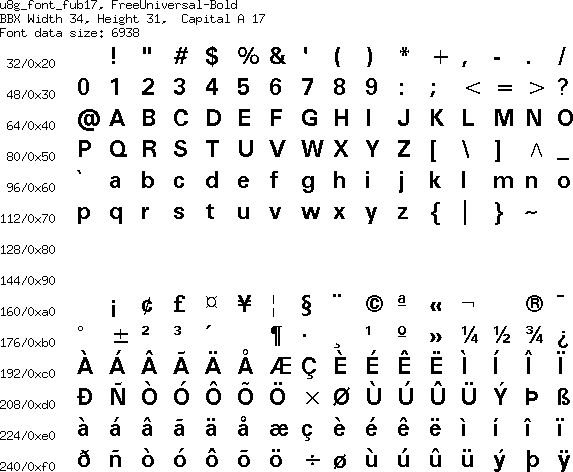 u8g_font_fub17, FreeUniversal-Bold
BBX Width 34, Height 31,  Capital A 17
Font data size: 6938
32/0x20 ! " # $ % & ' ( ) * + , - . /
48/0x30 0 1 2 3 4 5 6 7 8 9 : ; < = > ?
64/0x40 @ A B C D E F G H I J K L M N O
80/0x50 P Q R S T U V W X Y Z [ \ ] ^ _
96/0x60 ` a b c d e f g h i j k l m n o
112/0x70 p q r s t u v w x y z { | } ~
128/0x80
144/0x90
160/0xa0 ¡ ¢ £ ¤ ¥ ¦ § ¨ © ª « ¬ ® ¯
176/0xb0 ° ± ² ³ ´ ¶ · ¸ ¹ º » ¼ ½ ¾ ¿
192/0xc0 À Á Â Ã Ä Å Æ Ç È É Ê Ë Ì Í Î Ï
208/0xd0 Ð Ñ Ò Ó Ô Õ Ö × Ø Ù Ú Û Ü Ý Þ ß
224/0xe0 à á â ã ä å æ ç è é ê ë ì í î ï
240/0xf0 ð ñ ò ó ô õ ö ÷ ø ù ú û ü ý þ ÿ